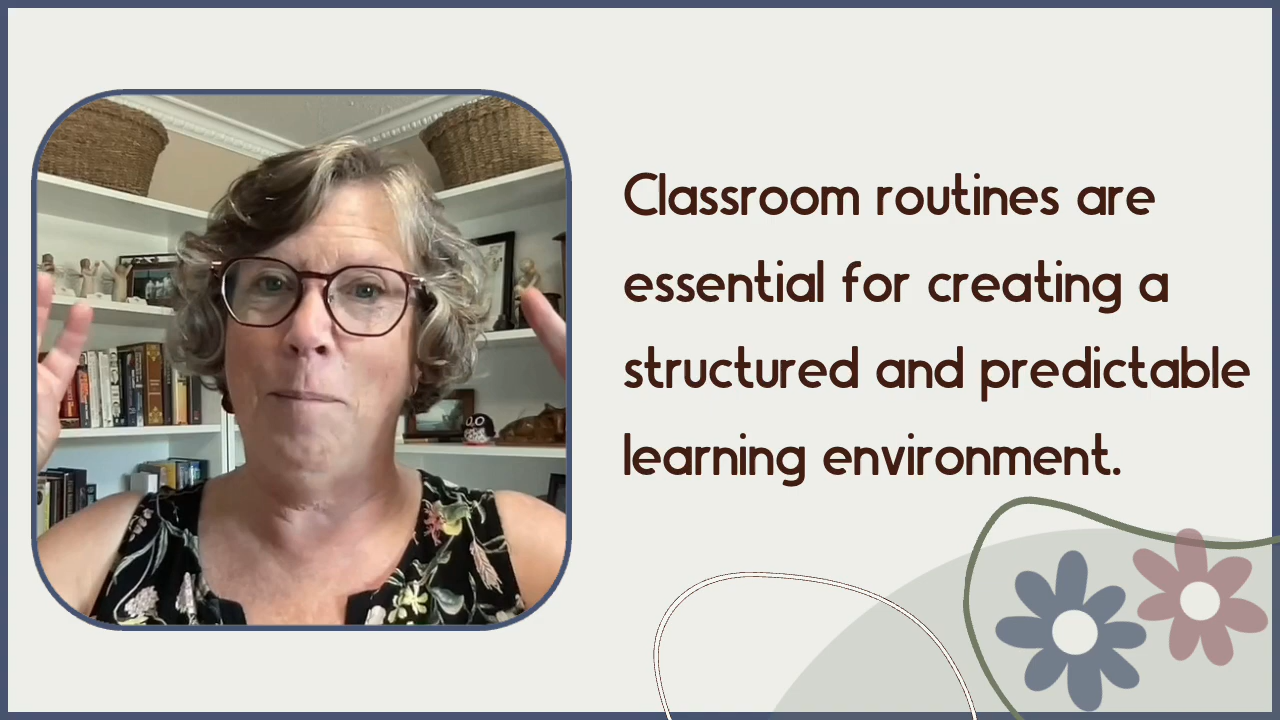 Classroom routines are
essential for creating a
structured and predictable
learning environment.